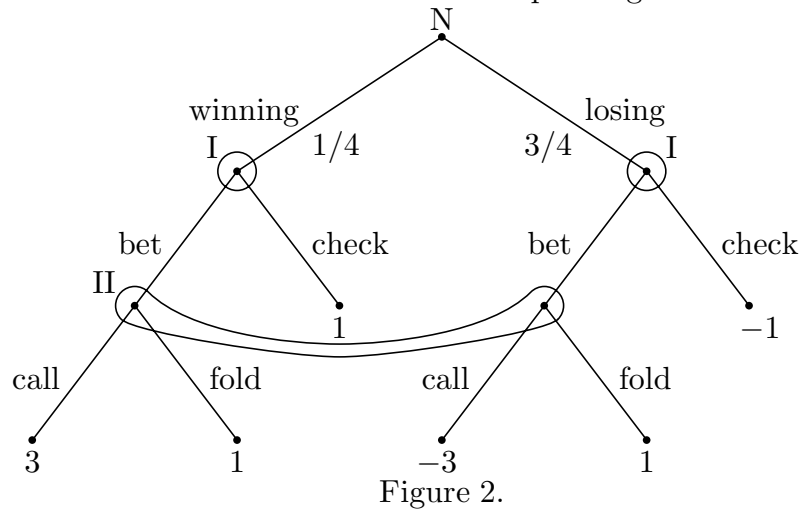 N
winning losing
I 1/4 3/4 I
bet check bet check
II
1 −1
call fold call fold
3 1 −3 1
Figure 2.